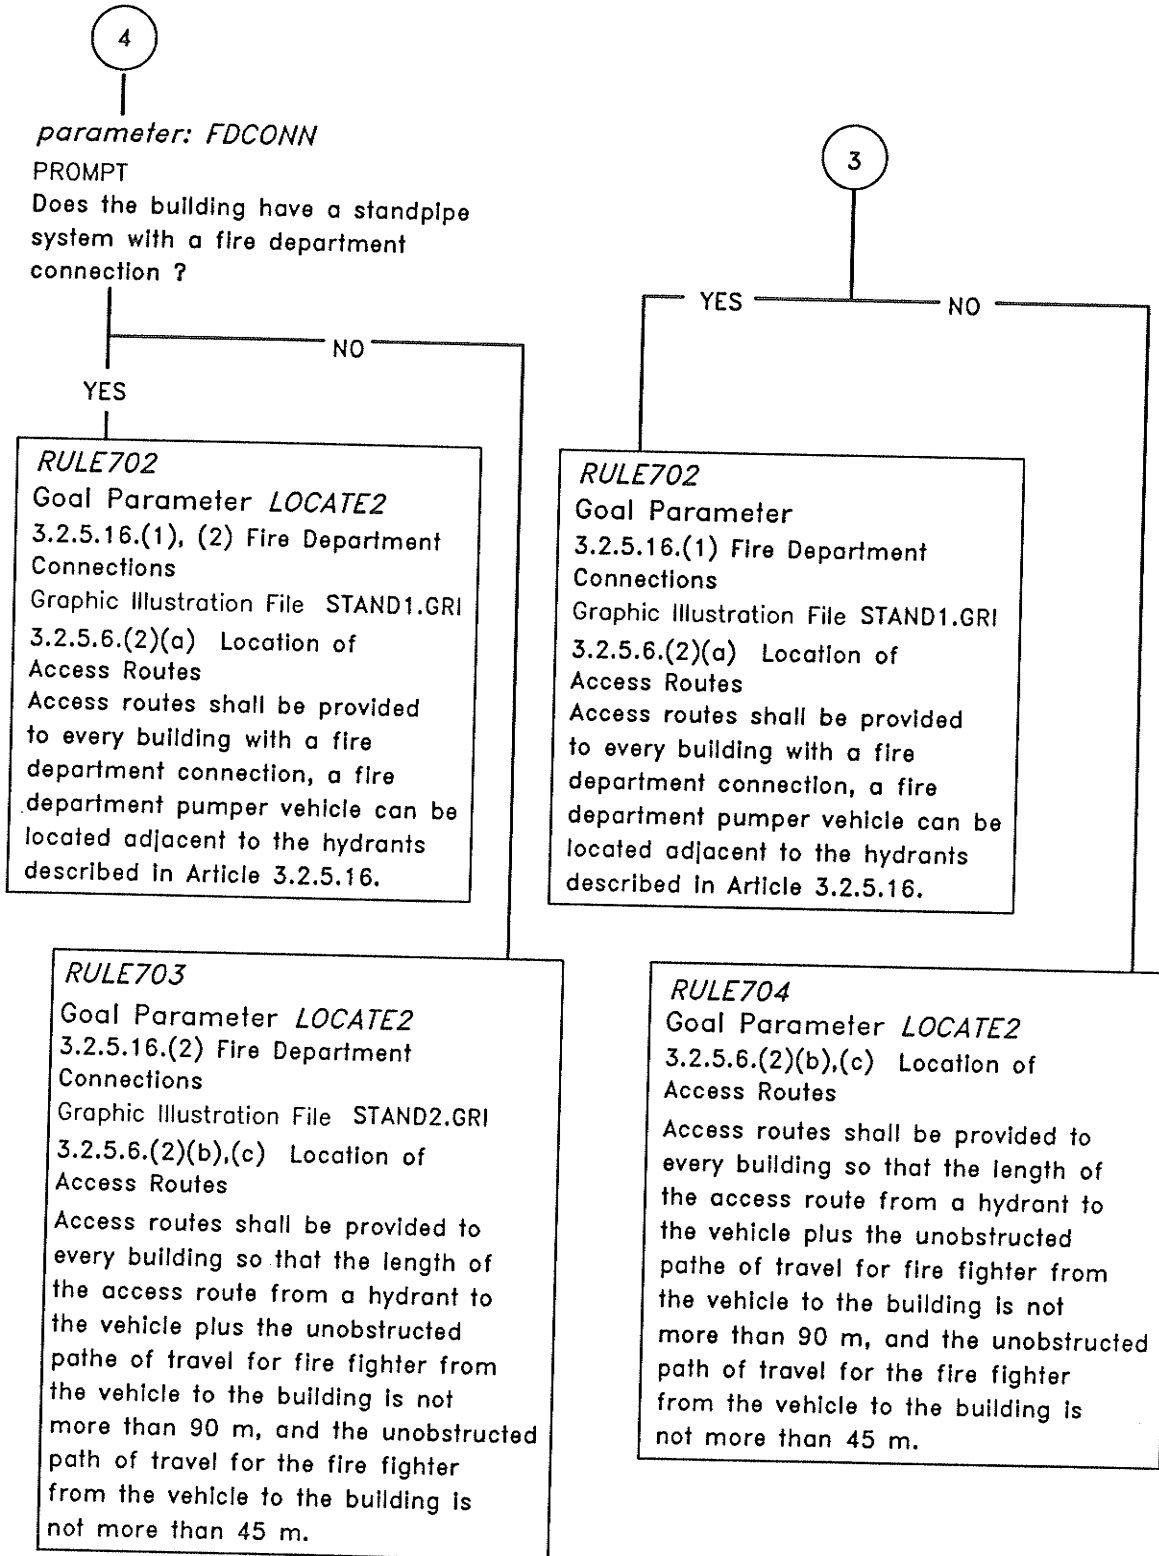 4
parameter: FDCONN
PROMPT
Does the building have a standpipe
system with a fire department
connection ?
NO
YES
RULE702
Goal Parameter LOCATE2
3.2.5.16.(1), (2) Fire Department
Connections
Graphic Illustration File STAND1.GRI
3.2.5.6.(2)(a) Location of
Access Routes
Access routes shall be provided
to every building with a fire
department connection, a fire
department pumper vehicle can be
located adjacent to the hydrants
described in Article 3.2.5.16.
RULE703
Goal Parameter LOCATE2
3.2.5.16.(2) Fire Department
Connections
Graphic Illustration File STAND2.GRI
3.2.5.6.(2)(b),(c) Location of
Access Routes
Access routes shall be provided to
every building so that the length of
the access route from a hydrant to
the vehicle plus the unobstructed
pathe of travel for fire fighter from
the vehicle to the building is not
more than 90 m, and the unobstructed
path of travel for the fire fighter
from the vehicle to the building is
not more than 45 m.
3
YES
NO
RULE702
Goal Parameter
3.2.5.16.(1) Fire Department
Connections
Graphic Illustration File STAND1.GRI
3.2.5.6.(2)(a) Location of
Access Routes
Access routes shall be provided
to every building with a fire
department connection, a fire
department pumper vehicle can be
located adjacent to the hydrants
described in Article 3.2.5.16.
RULE704
Goal Parameter LOCATE2
3.2.5.6.(2)(b),(c) Location of
Access Routes
Access routes shall be provided to
every building so that the length of
the access route from a hydrant to
the vehicle plus the unobstructed
pathe of travel for fire fighter from
the vehicle to the building is not
more than 90 m, and the unobstructed
path of travel for the fire fighter
from the vehicle to the building is
not more than 45 m.